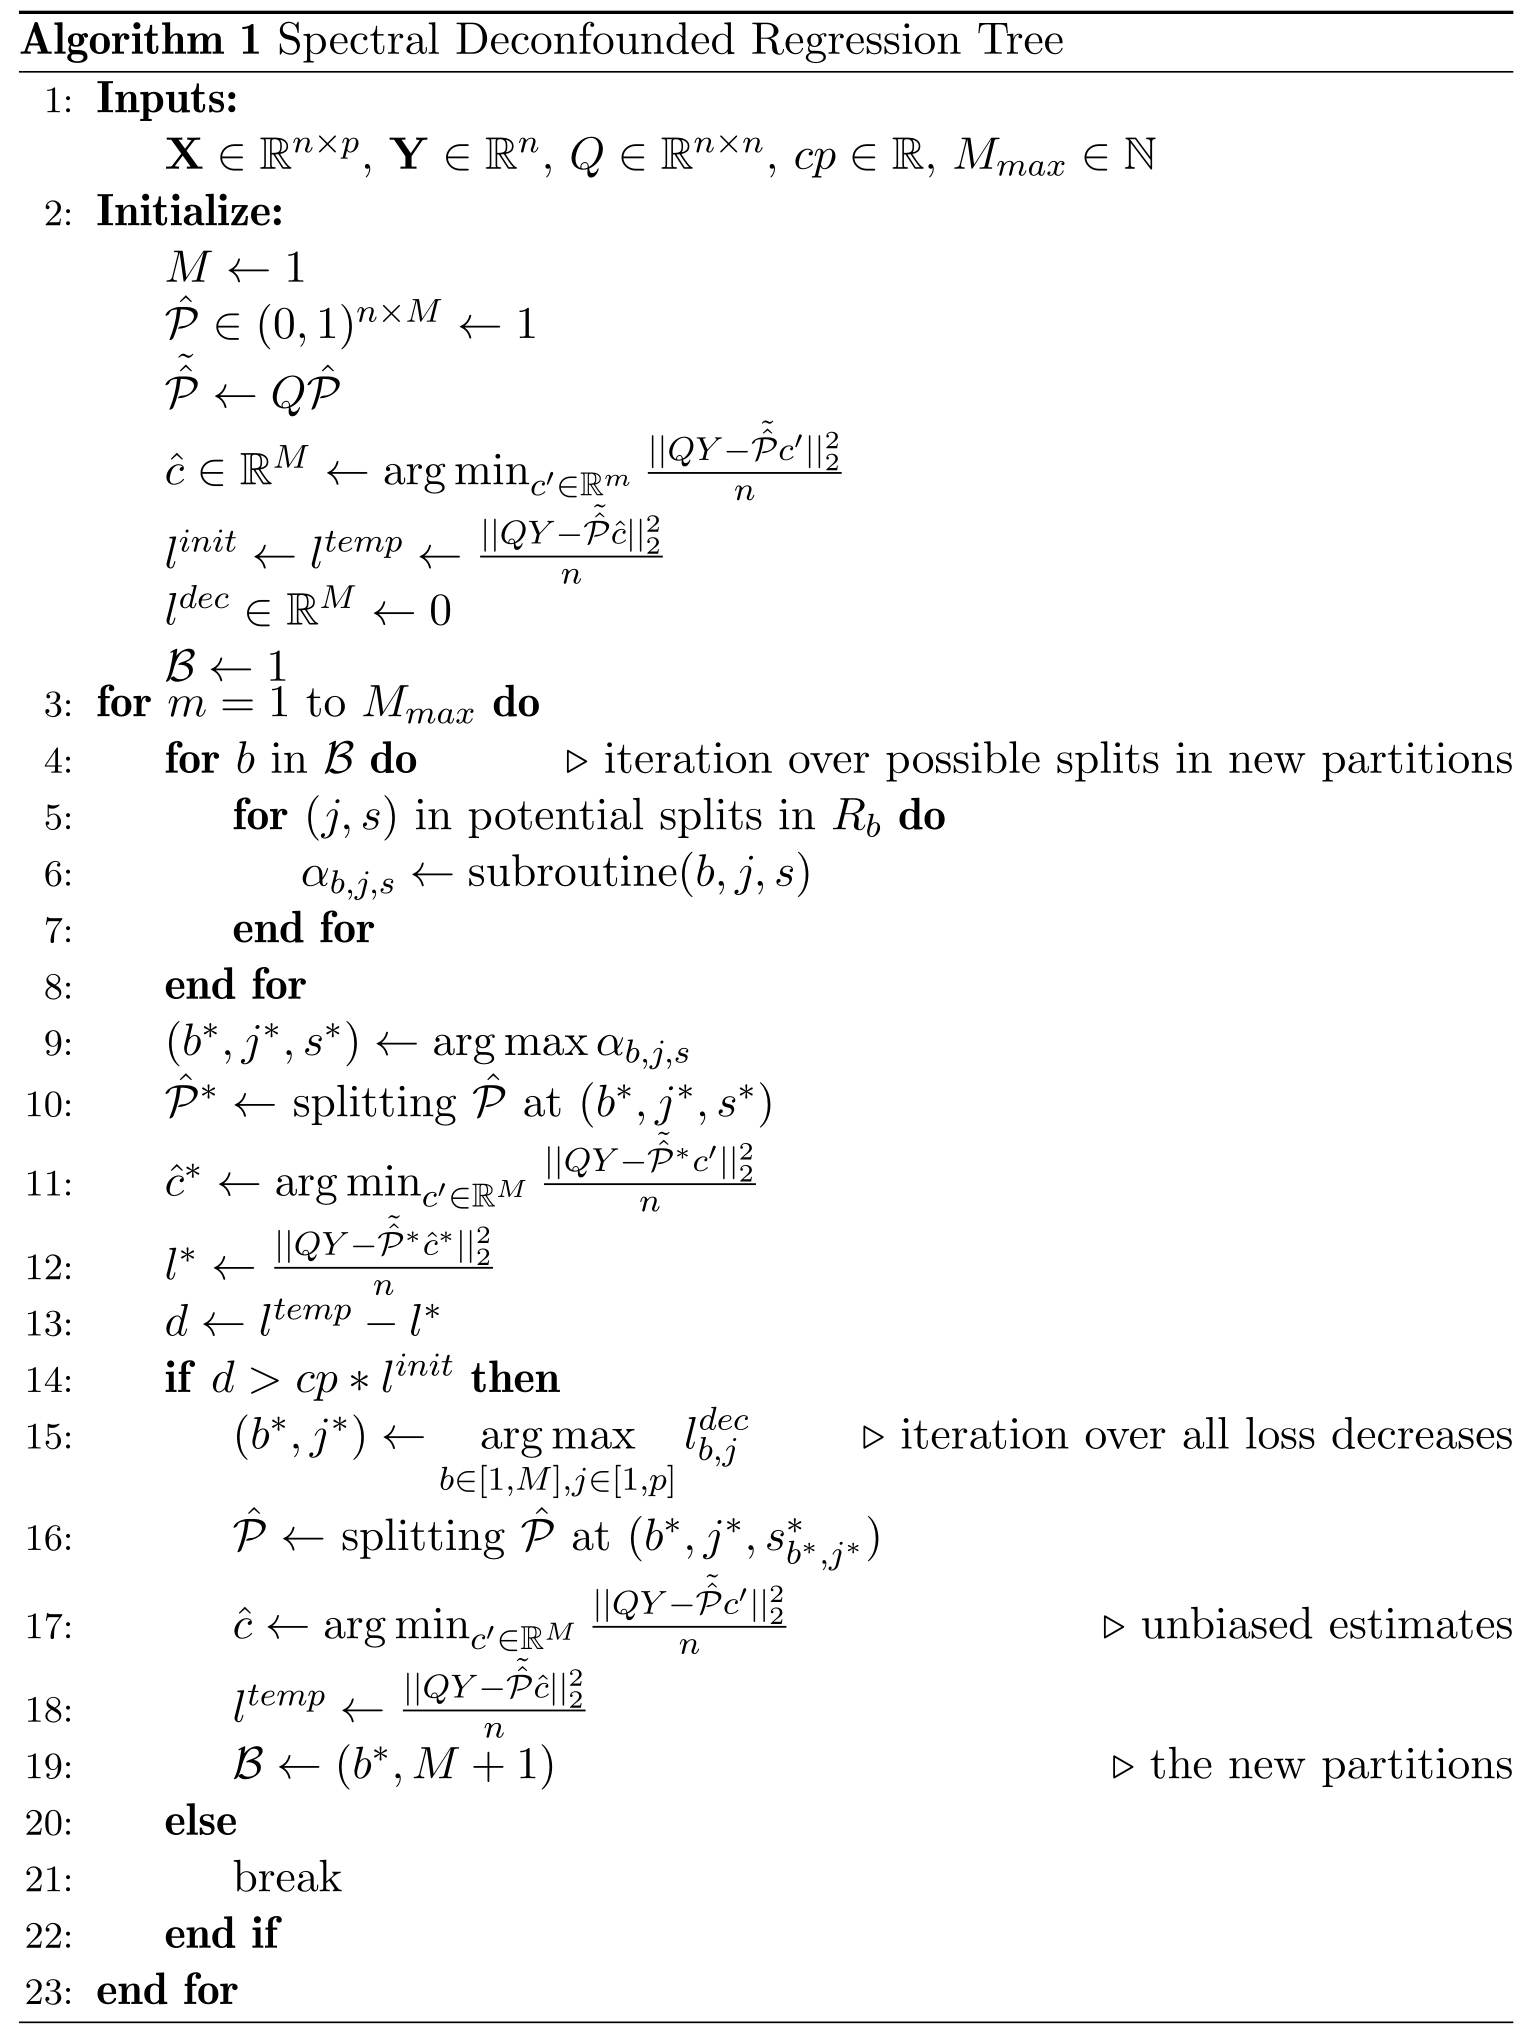 Algorithm 1 Spectral Deconfounded Regression Tree
1: Inputs:
$\mathbf{X} \in \mathbb{R}^{n \times p}$, $\mathbf{Y} \in \mathbb{R}^{n}$, $Q \in \mathbb{R}^{n \times n}$, $cp \in \mathbb{R}$, $M_{max} \in \mathbb{N}$
2: Initialize:
$M \leftarrow 1$
$\hat{\mathcal{P}} \in (0, 1)^{n \times M} \leftarrow 1$
$\tilde{\hat{\mathcal{P}}} \leftarrow Q\hat{\mathcal{P}}$
$\hat{c} \in \mathbb{R}^{M} \leftarrow \arg\min_{c' \in \mathbb{R}^{m}} \frac{||QY - \tilde{\hat{\mathcal{P}}}c'||_2^2}{n}$
$l^{init} \leftarrow l^{temp} \leftarrow \frac{||QY - \tilde{\hat{\mathcal{P}}}\hat{c}||_2^2}{n}$
$l^{dec} \in \mathbb{R}^{M} \leftarrow 0$
$\mathcal{B} \leftarrow 1$
3: for $m = 1$ to $M_{max}$ do
4: for $b$ in $\mathcal{B}$ do ▷ iteration over possible splits in new partitions
5: for $(j, s)$ in potential splits in $R_b$ do
6: $\alpha_{b,j,s} \leftarrow$ subroutine$(b, j, s)$
7: end for
8: end for
9: $(b^*, j^*, s^*) \leftarrow \arg\max \alpha_{b,j,s}$
10: $\hat{\mathcal{P}}^* \leftarrow$ splitting $\hat{\mathcal{P}}$ at $(b^*, j^*, s^*)$
11: $\hat{c}^* \leftarrow \arg\min_{c' \in \mathbb{R}^{M}} \frac{||QY - \tilde{\hat{\mathcal{P}}}^* c'||_2^2}{n}$
12: $l^* \leftarrow \frac{||QY - \tilde{\hat{\mathcal{P}}}^* \hat{c}^*||_2^2}{n}$
13: $d \leftarrow l^{temp} - l^*$
14: if $d > cp * l^{init}$ then
15: $(b^*, j^*) \leftarrow \underset{b \in [1,M], j \in [1,p]}{\arg\max} l^{dec}_{b,j}$ ▷ iteration over all loss decreases
16: $\hat{\mathcal{P}} \leftarrow$ splitting $\hat{\mathcal{P}}$ at $(b^*, j^*, s^*_{b^*,j^*})$
17: $\hat{c} \leftarrow \arg\min_{c' \in \mathbb{R}^{M}} \frac{||QY - \tilde{\hat{\mathcal{P}}}c'||_2^2}{n}$ ▷ unbiased estimates
18: $l^{temp} \leftarrow \frac{||QY - \tilde{\hat{\mathcal{P}}}\hat{c}||_2^2}{n}$
19: $\mathcal{B} \leftarrow (b^*, M + 1)$ ▷ the new partitions
20: else
21: break
22: end if
23: end for